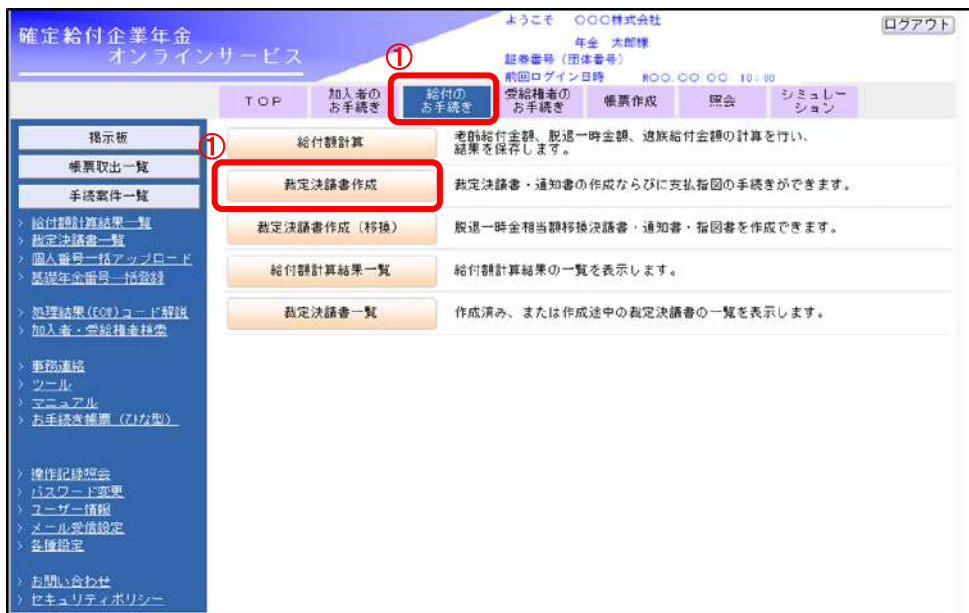 確定給付企業年金
オンラインサービス
ようこそ　○○○株式会社
年金　太郎様
証券番号（団体番号）
前回ログイン日時　R○○.○○.○○ 10:00
ログアウト
①
ＴＯＰ
加入者の
お手続き
給付の
お手続き
受給権者の
お手続き
帳票作成
照会
シミュレー
ション
掲示板
帳票取出一覧
手続案件一覧
> 給付額計算結果一覧
> 裁定決議書一覧
> 個人番号一括アップロード
> 基礎年金番号一括登録
> 処理結果(ECW)コード解説
> 加入者・受給権者検索
> 事務連絡
> ツール
> マニュアル
> お手続き帳票（ひな型）
> 操作記録照会
> パスワード変更
> ユーザー情報
> メール受信設定
> 各種設定
> お問い合わせ
> セキュリティポリシー
①
給付額計算
老齢給付金額、脱退一時金額、遺族給付金額の計算を行い、
結果を保存します。
裁定決議書作成
裁定決議書・通知書の作成ならびに支払指図の手続きができます。
裁定決議書作成（移換）
脱退一時金相当額移換決議書・通知書・指図書を作成できます。
給付額計算結果一覧
給付額計算結果の一覧を表示します。
裁定決議書一覧
作成済み、または作成途中の裁定決議書の一覧を表示します。